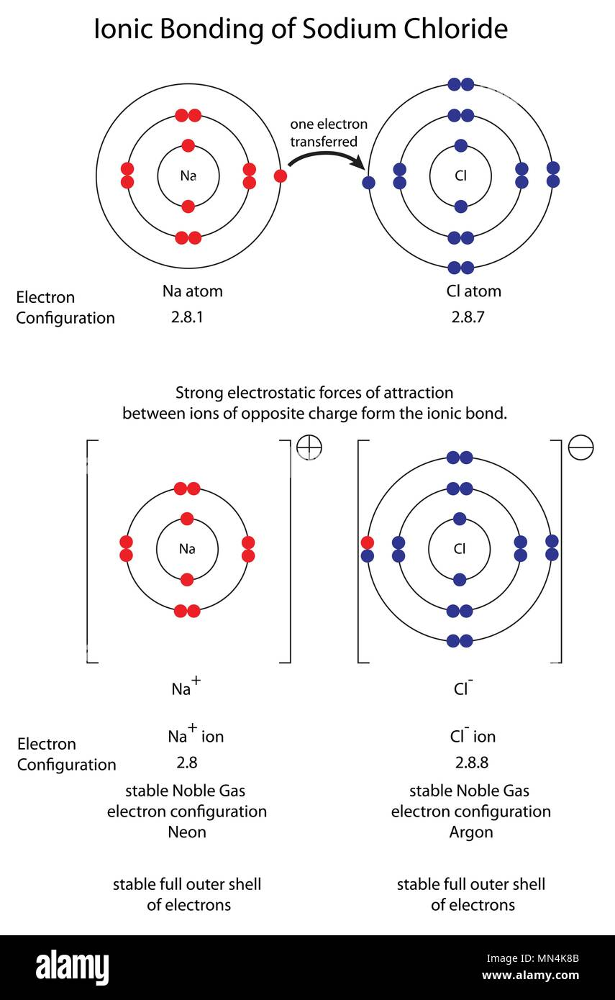 Ionic Bonding of Sodium Chloride
one electron
transferred
Na
Cl
Na atom
Cl atom
Electron
Configuration
2.8.1
2.8.7
Strong electrostatic forces of attraction
between ions of opposite charge form the ionic bond.
+
−
Na
Cl
Na⁺
Cl⁻
Electron
Configuration
Na⁺ ion
Cl⁻ ion
2.8
2.8.8
stable Noble Gas
electron configuration
Neon
stable Noble Gas
electron configuration
Argon
stable full outer shell
of electrons
stable full outer shell
of electrons
alamy
Image ID: MN4K8B
www.alamy.com